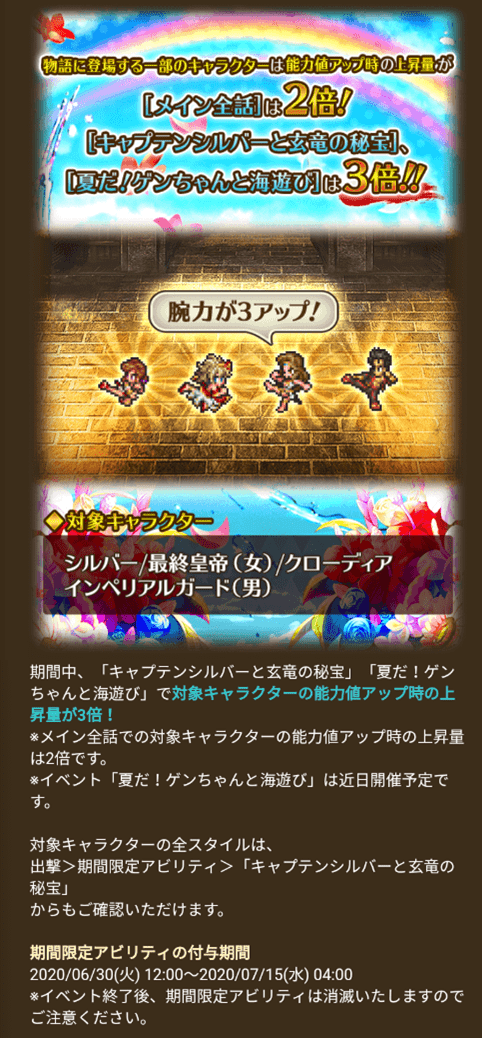 物語に登場する一部のキャラクターは能力値アップ時の上昇量が
[メイン全話]は2倍!
[キャプテンシルバーと玄竜の秘宝]、
[夏だ!ゲンちゃんと海遊び]は3倍!!
腕力が3アップ!
対象キャラクター
シルバー/最終皇帝(女)/クローディア
インペリアルガード(男)
期間中、「キャプテンシルバーと玄竜の秘宝」「夏だ!ゲン
ちゃんと海遊び」で対象キャラクターの能力値アップ時の上
昇量が3倍!
※メイン全話での対象キャラクターの能力値アップ時の上昇量
は2倍です。
※イベント「夏だ!ゲンちゃんと海遊び」は近日開催予定で
す。
対象キャラクターの全スタイルは、
出撃>期間限定アビリティ>「キャプテンシルバーと玄竜の
秘宝」
からもご確認いただけます。
期間限定アビリティの付与期間
2020/06/30(火) 12:00〜2020/07/15(水) 04:00
※イベント終了後、期間限定アビリティは消滅いたしますので
ご注意ください。